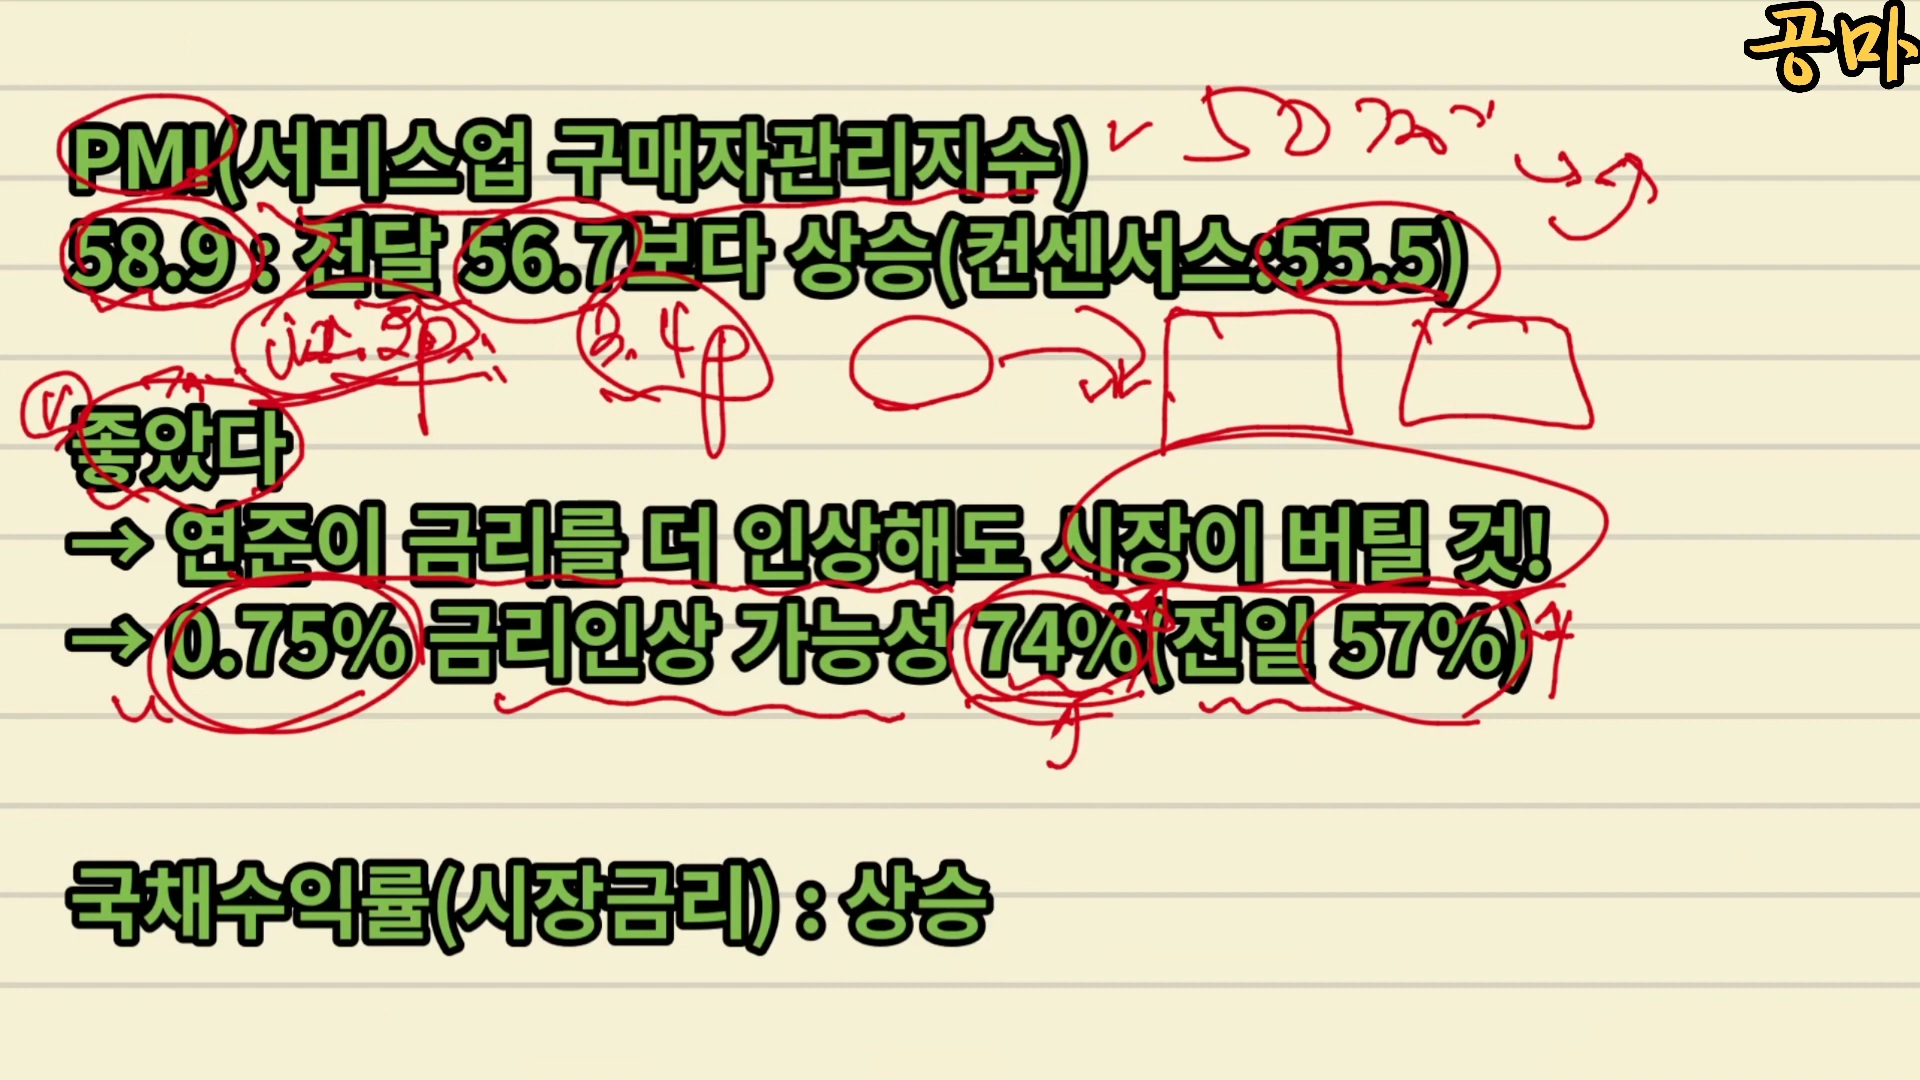 공마
PMI(서비스업 구매자관리지수) 50
58.9 : 전달 56.7보다 상승(컨센서스:55.5)
3.4p
좋았다
→ 연준이 금리를 더 인상해도 시장이 버틸 것!
→ 0.75% 금리인상 가능성 74%(전일 57%)
국채수익률(시장금리) : 상승